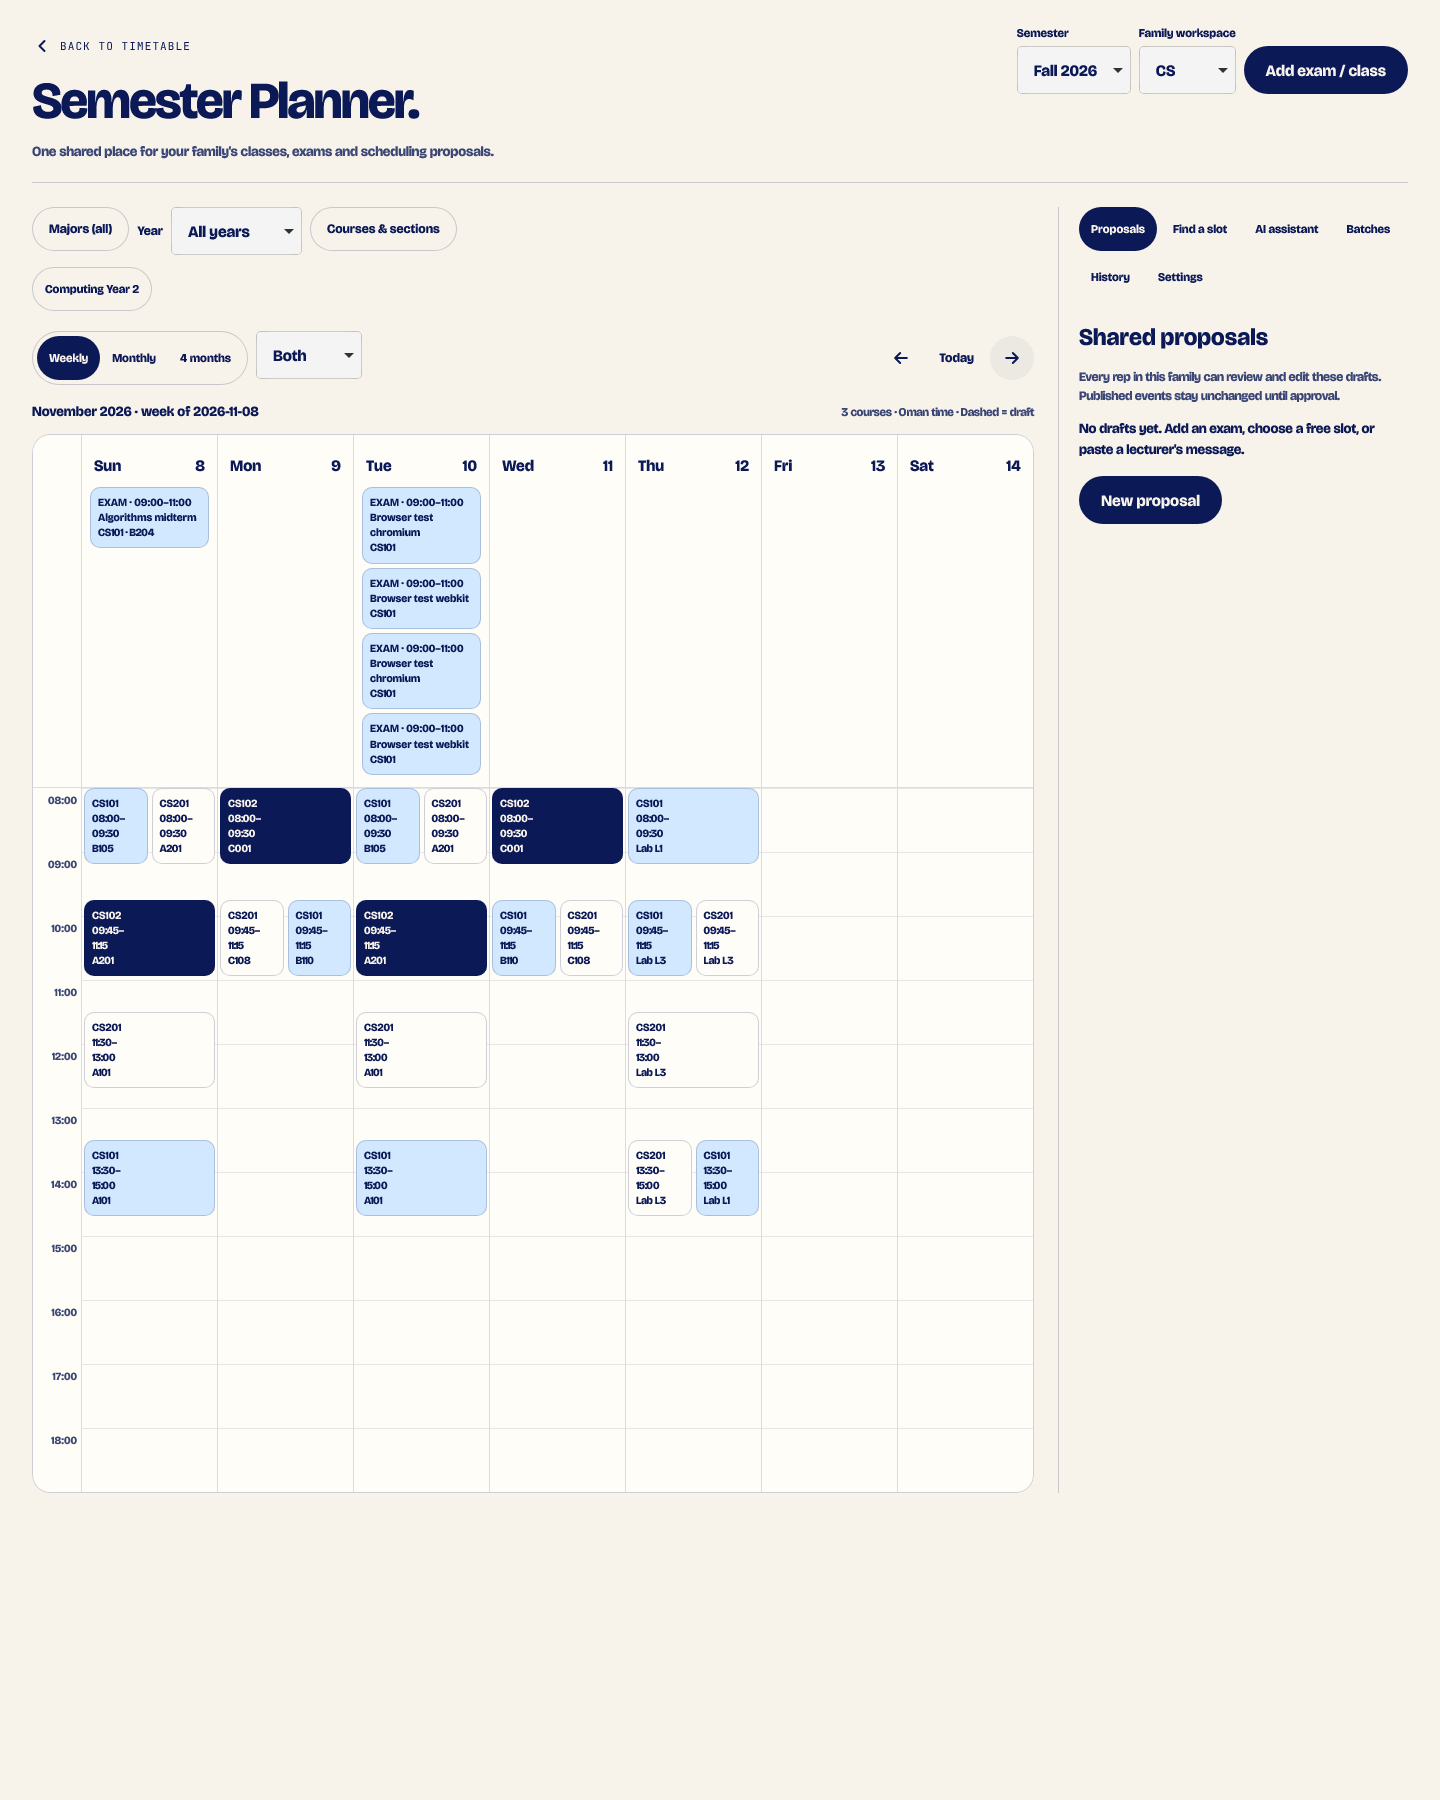 BACK TO TIMETABLE
Semester Planner.
One shared place for your family's classes, exams and scheduling proposals.
Semester
Fall 2026
Family workspace
CS
Add exam / class
Majors (all)
Year
All years
Courses & sections
Computing Year 2
Weekly
Monthly
4 months
Both
Today
November 2026 · week of 2026-11-08
3 courses · Oman time · Dashed = draft
Sun 8
Mon 9
Tue 10
Wed 11
Thu 12
Fri 13
Sat 14
EXAM · 09:00–11:00
Algorithms midterm
CS101 · B204
EXAM · 09:00–11:00
Browser test
chromium
CS101
EXAM · 09:00–11:00
Browser test webkit
CS101
EXAM · 09:00–11:00
Browser test
chromium
CS101
EXAM · 09:00–11:00
Browser test webkit
CS101
08:00
09:00
10:00
11:00
12:00
13:00
14:00
15:00
16:00
17:00
18:00
CS101
08:00–
09:30
B105
CS201
08:00–
09:30
A201
CS102
09:45–
11:15
A201
CS201
11:30–
13:00
A101
CS101
13:30–
15:00
A101
CS102
08:00–
09:30
C001
CS201
09:45–
11:15
C108
CS101
09:45–
11:15
B110
CS101
08:00–
09:30
B105
CS201
08:00–
09:30
A201
CS102
09:45–
11:15
A201
CS201
11:30–
13:00
A101
CS101
13:30–
15:00
A101
CS102
08:00–
09:30
C001
CS101
09:45–
11:15
B110
CS201
09:45–
11:15
C108
CS101
08:00–
09:30
Lab L1
CS101
09:45–
11:15
Lab L3
CS201
09:45–
11:15
Lab L3
CS201
11:30–
13:00
Lab L3
CS201
13:30–
15:00
Lab L3
CS101
13:30–
15:00
Lab L1
Proposals
Find a slot
AI assistant
Batches
History
Settings
Shared proposals
Every rep in this family can review and edit these drafts.
Published events stay unchanged until approval.
No drafts yet. Add an exam, choose a free slot, or
paste a lecturer's message.
New proposal